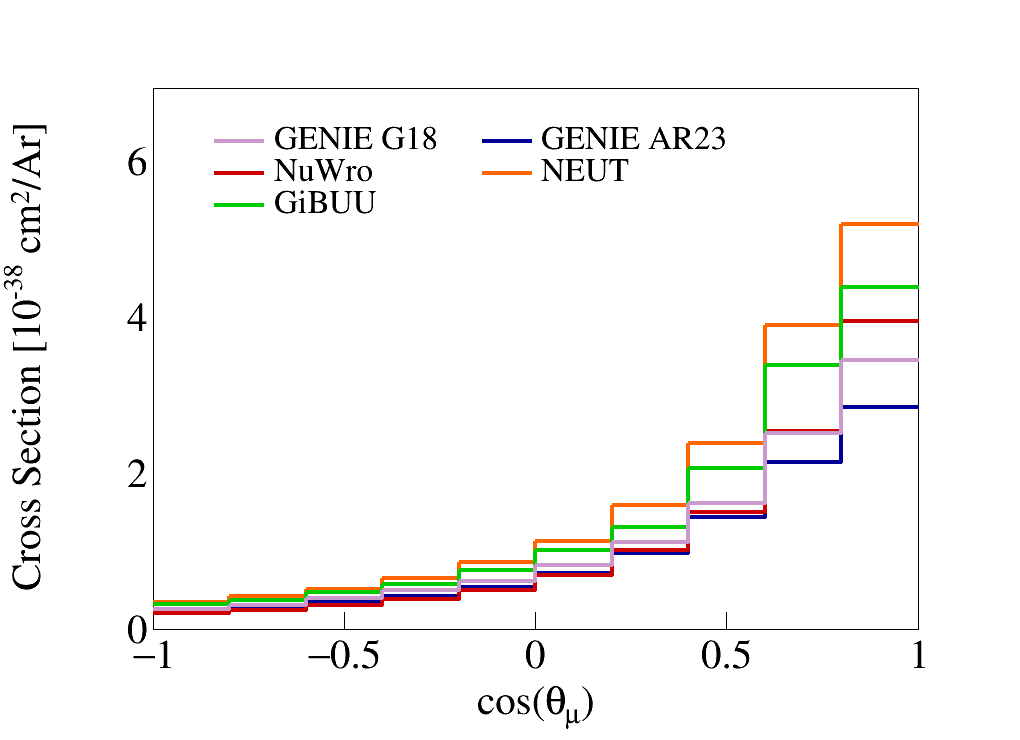 Cross Section [10⁻³⁸ cm²/Ar]
GENIE G18
GENIE AR23
NuWro
NEUT
GiBUU
6
4
2
0
−1
−0.5
0
0.5
1
cos(θμ)